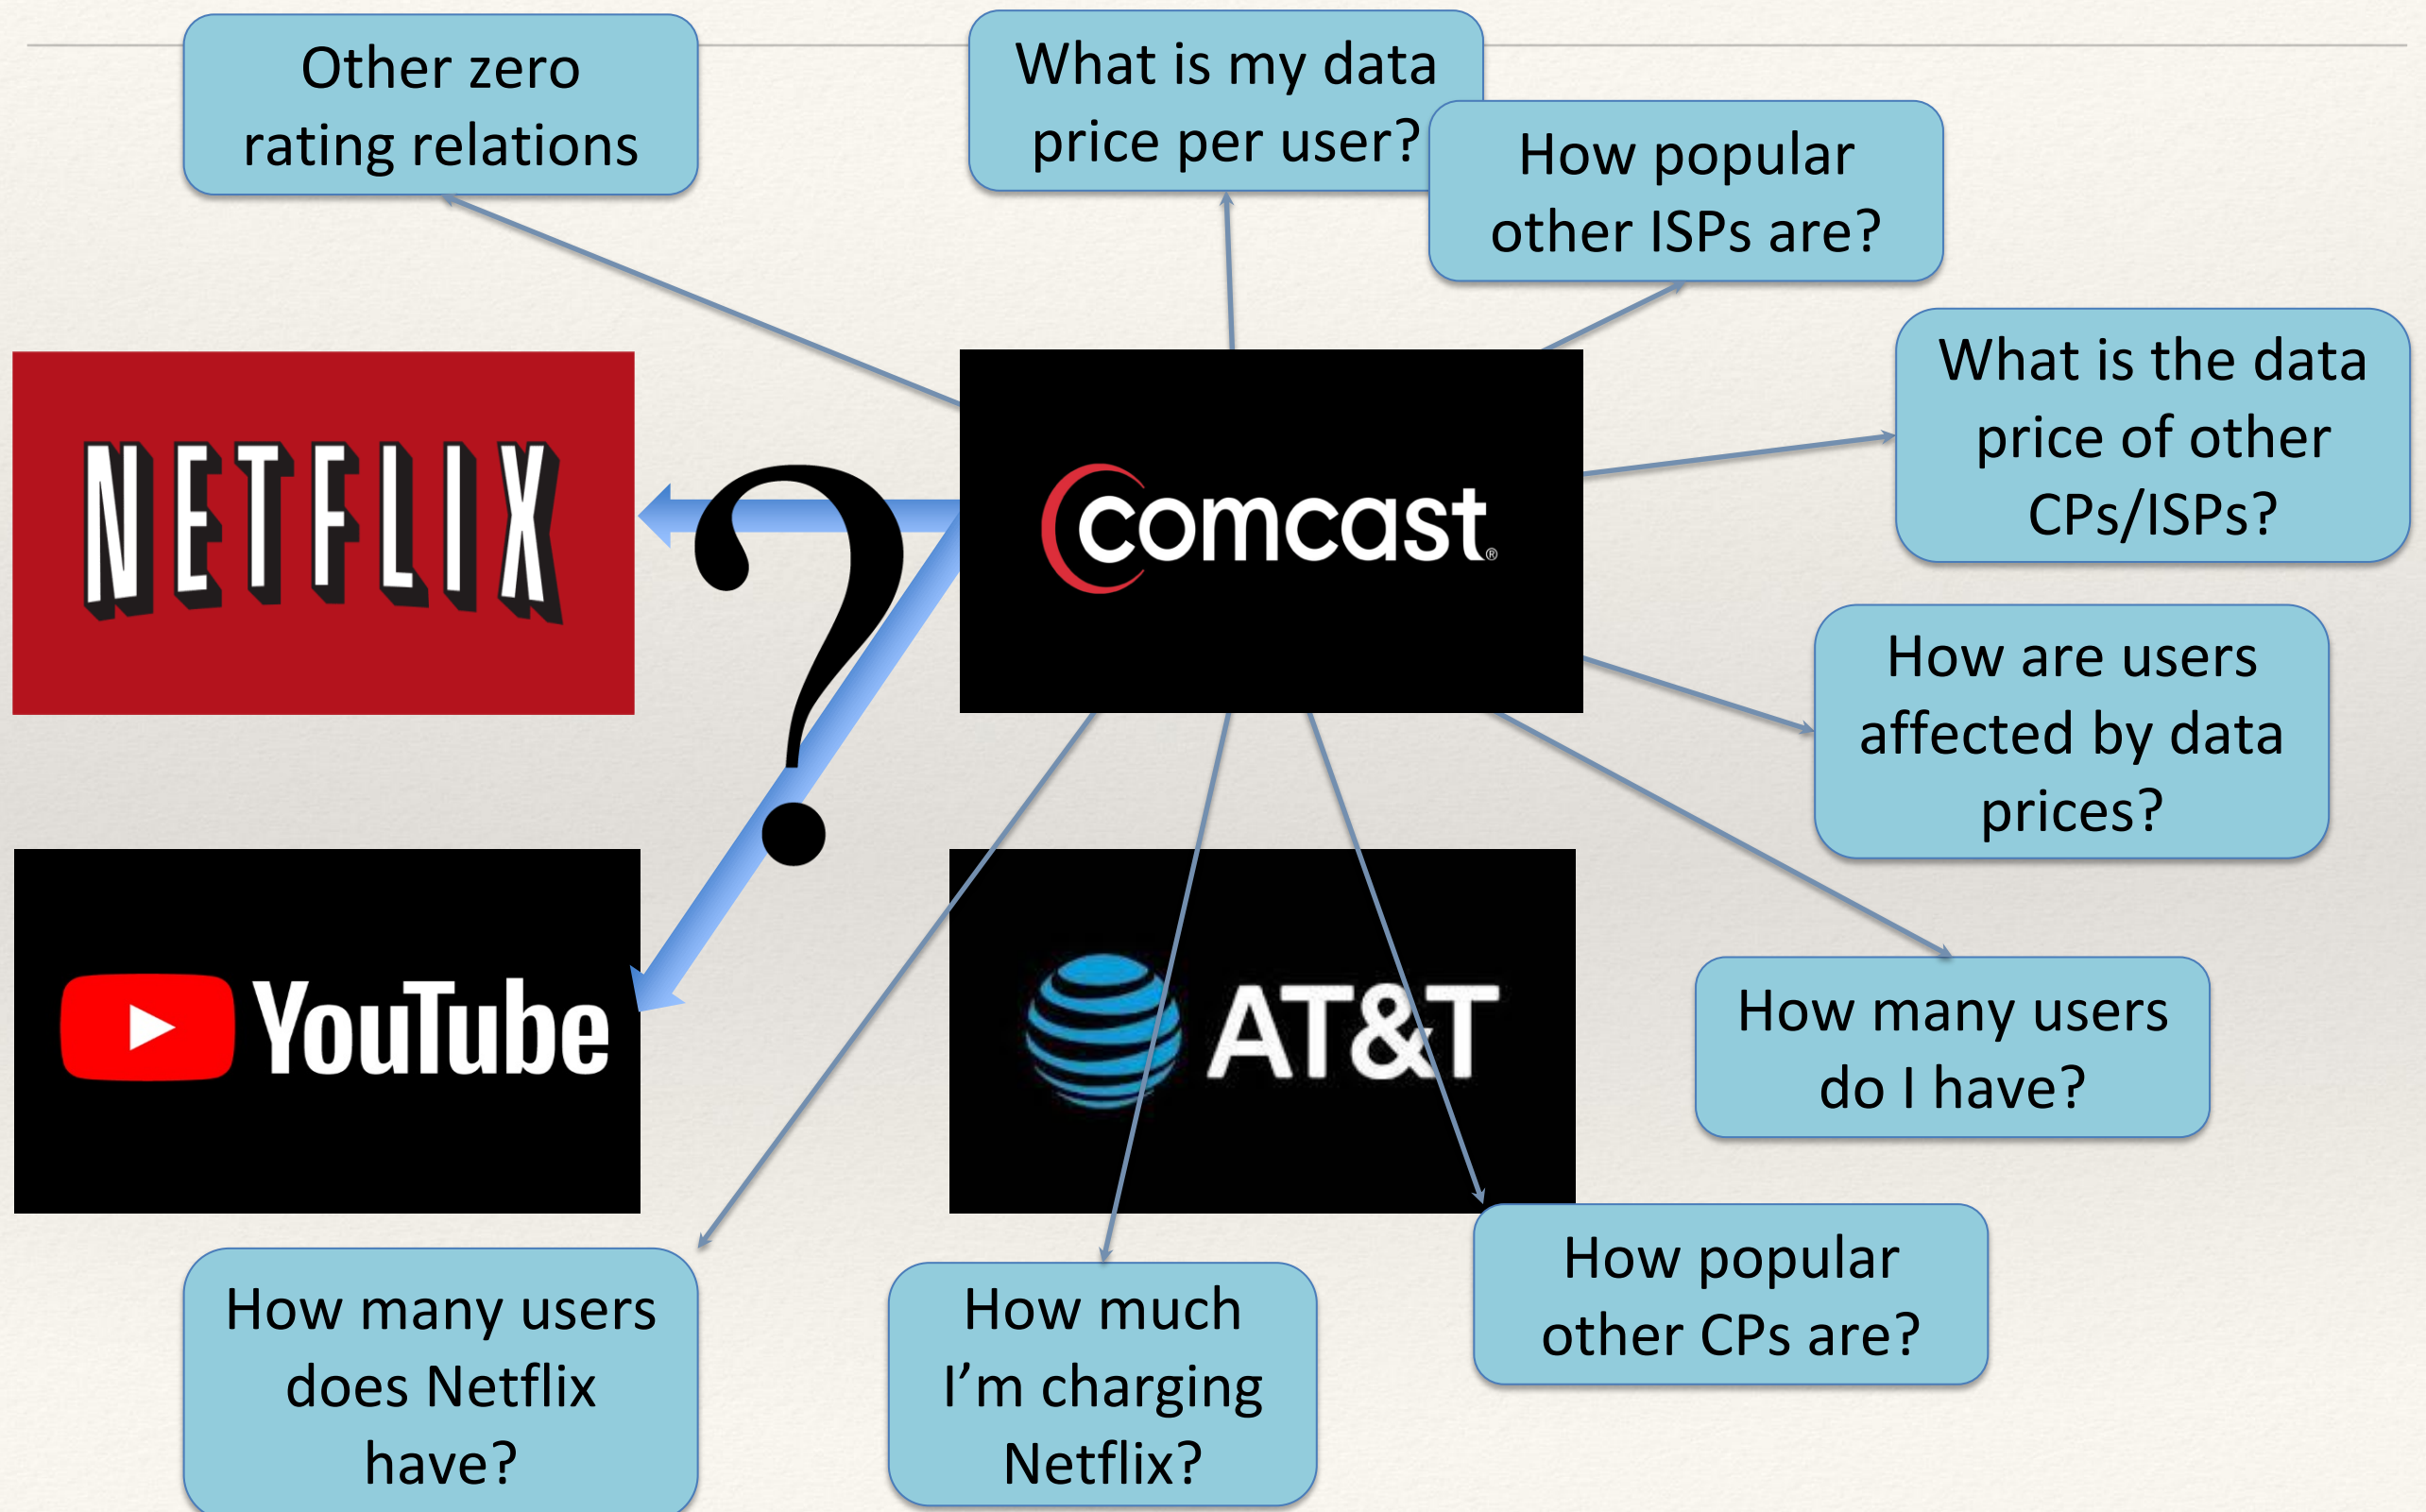 Other zero
rating relations
What is my data
price per user?
How popular
other ISPs are?
What is the data
price of other
CPs/ISPs?
NETFLIX
?
comcast®
How are users
affected by data
prices?
YouTube
AT&T
How many users
do I have?
How popular
other CPs are?
How many users
does Netflix
have?
How much
I’m charging
Netflix?